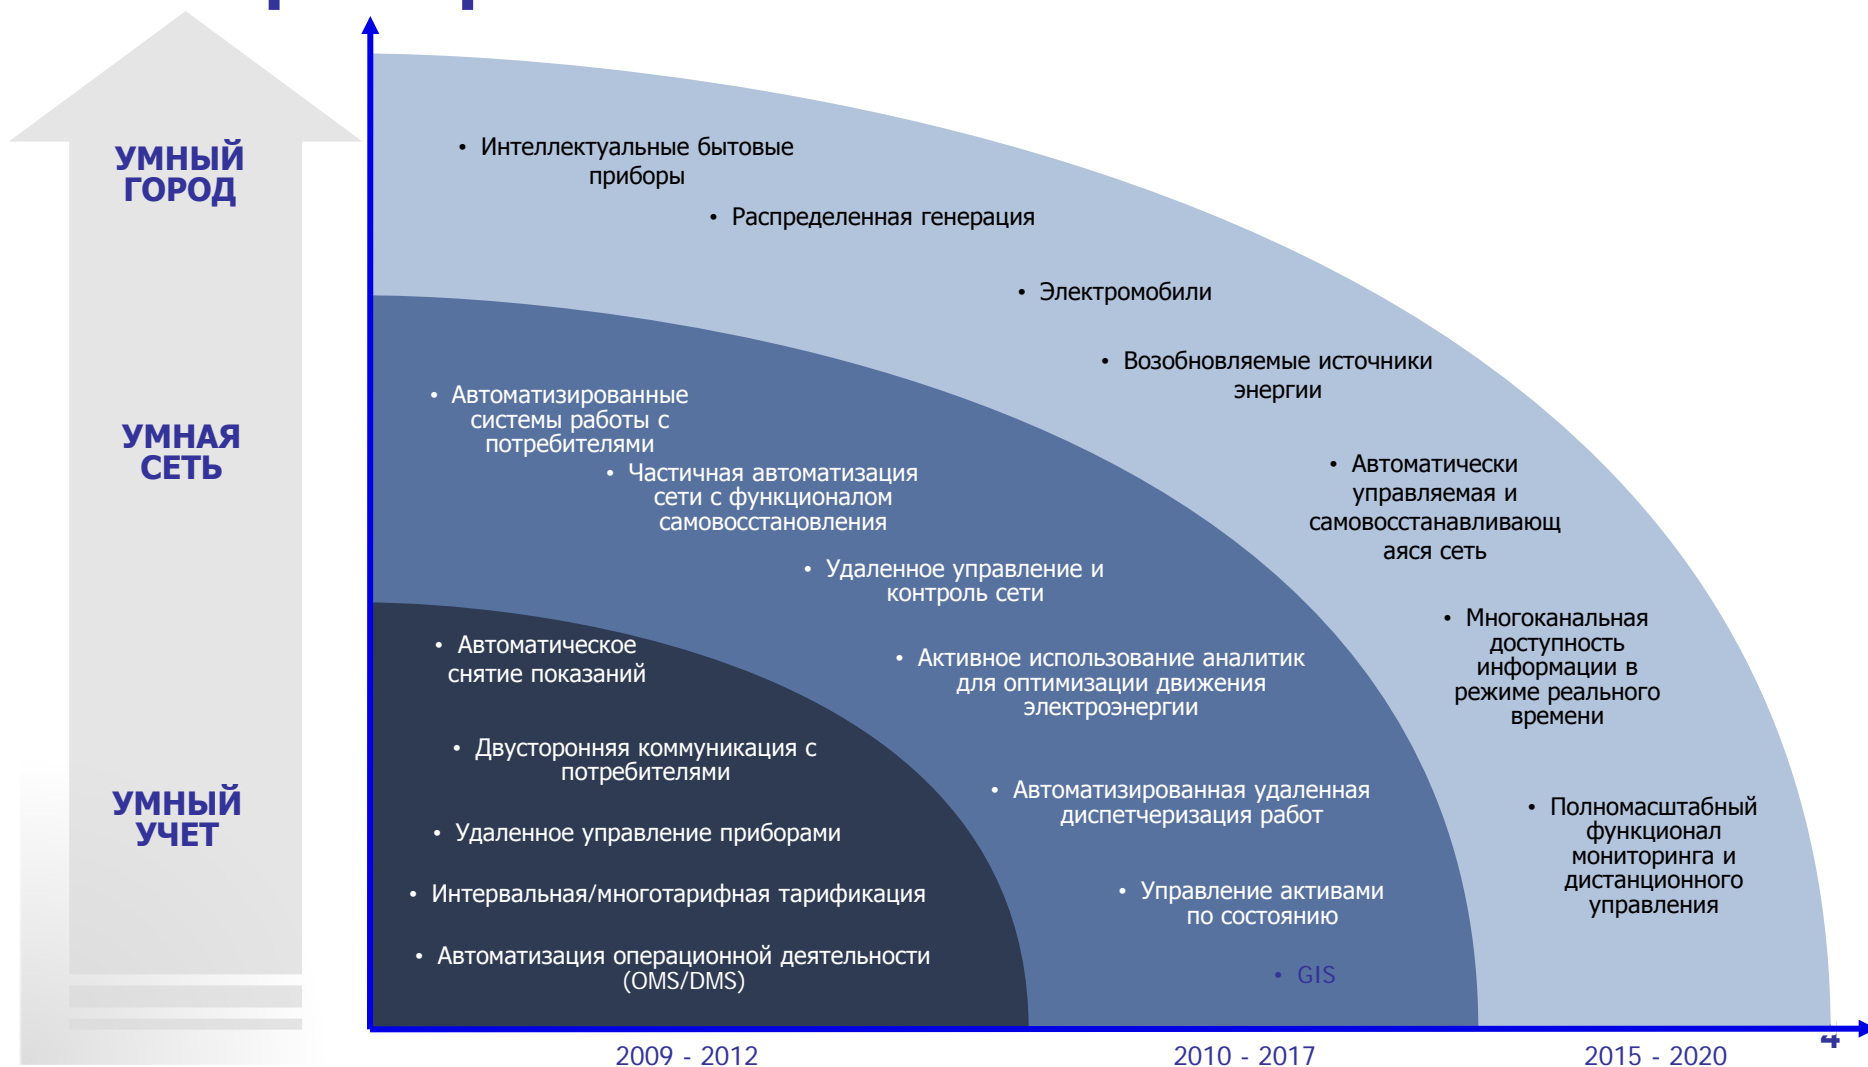 УМНЫЙ
ГОРОД
УМНАЯ
СЕТЬ
УМНЫЙ
УЧЕТ
• Интеллектуальные бытовые
приборы
• Распределенная генерация
• Электромобили
• Возобновляемые источники
энергии
• Автоматически
управляемая и
самовосстанавливающ
аяся сеть
• Многоканальная
доступность
информации в
режиме реального
времени
• Полномасштабный
функционал
мониторинга и
дистанционного
управления
• Автоматизированные
системы работы с
потребителями
• Частичная автоматизация
сети с функционалом
самовосстановления
• Удаленное управление и
контроль сети
• Активное использование аналитик
для оптимизации движения
электроэнергии
• Автоматизированная удаленная
диспетчеризация работ
• Управление активами
по состоянию
• GIS
• Автоматическое
снятие показаний
• Двусторонняя коммуникация с
потребителями
• Удаленное управление приборами
• Интервальная/многотарифная тарификация
• Автоматизация операционной деятельности
(OMS/DMS)
2009 - 2012
2010 - 2017
2015 - 2020
4